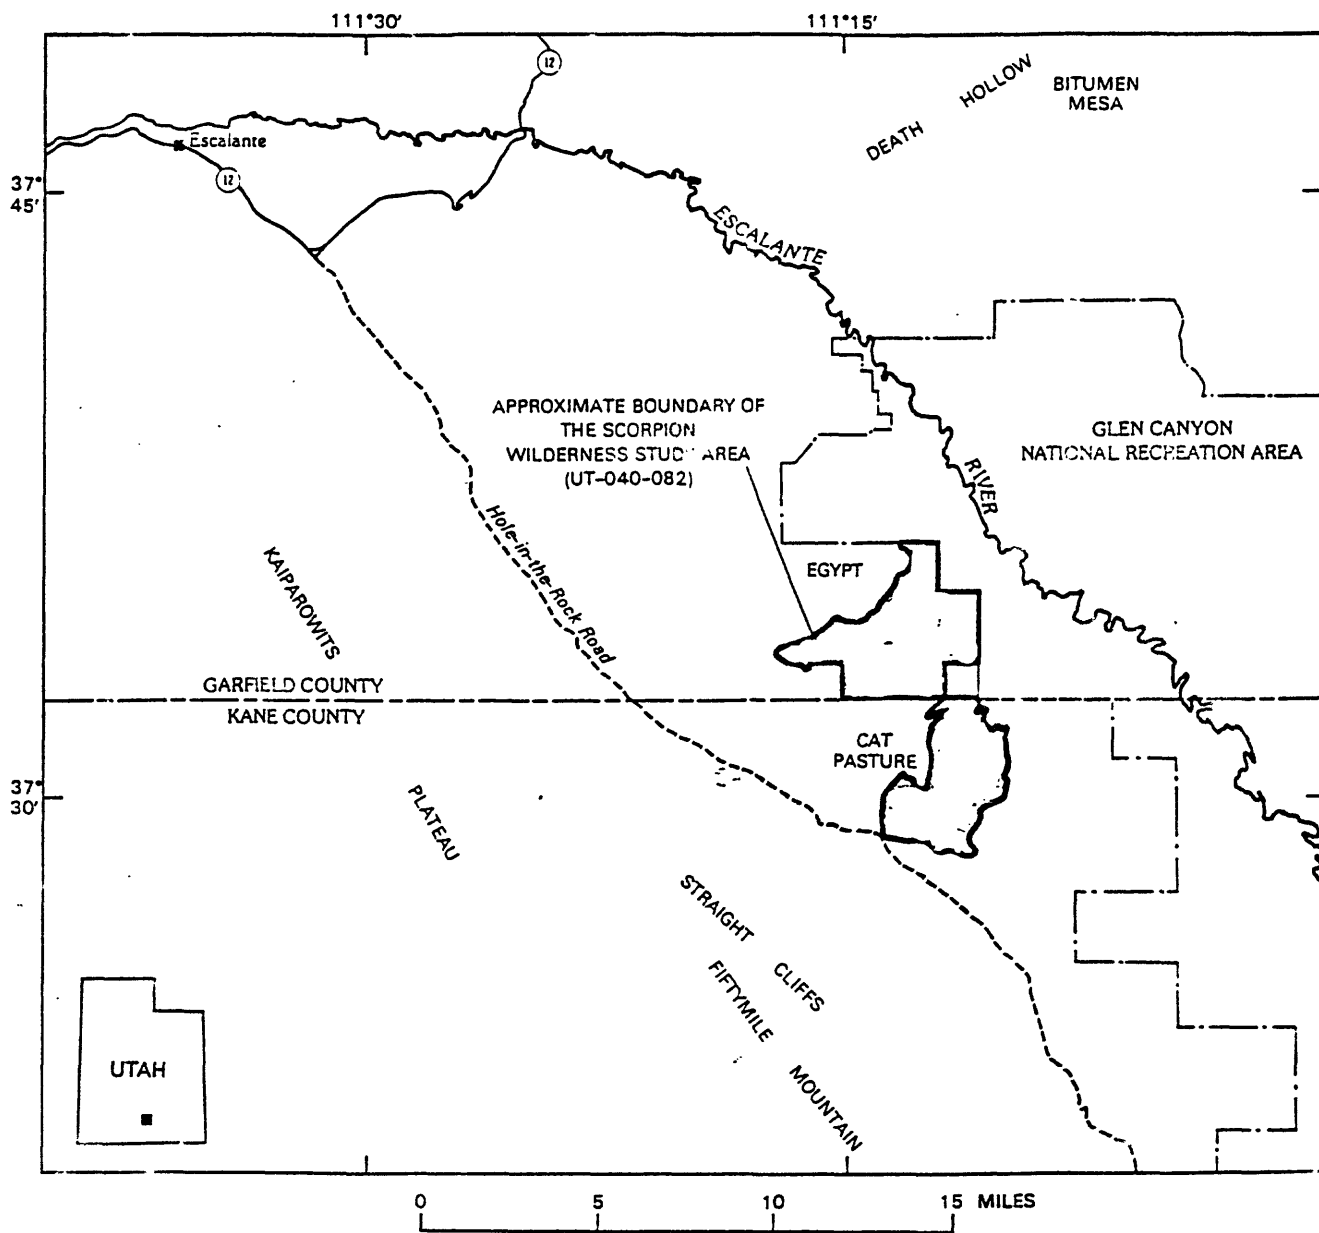 111°30′
111°15′
12
DEATH HOLLOW
BITUMEN
MESA
Escalante
12
37°
45′
ESCALANTE
RIVER
APPROXIMATE BOUNDARY OF
THE SCORPION
WILDERNESS STUD AREA
(UT-040-082)
GLEN CANYON
NATIONAL RECREATION AREA
Hole-in-the-Rock Road
EGYPT
KAIPAROWITS
PLATEAU
GARFIELD COUNTY
KANE COUNTY
CAT
PASTURE
37°
30′
STRAIGHT CLIFFS
FIFTYMILE MOUNTAIN
UTAH
0 5 10 15 MILES